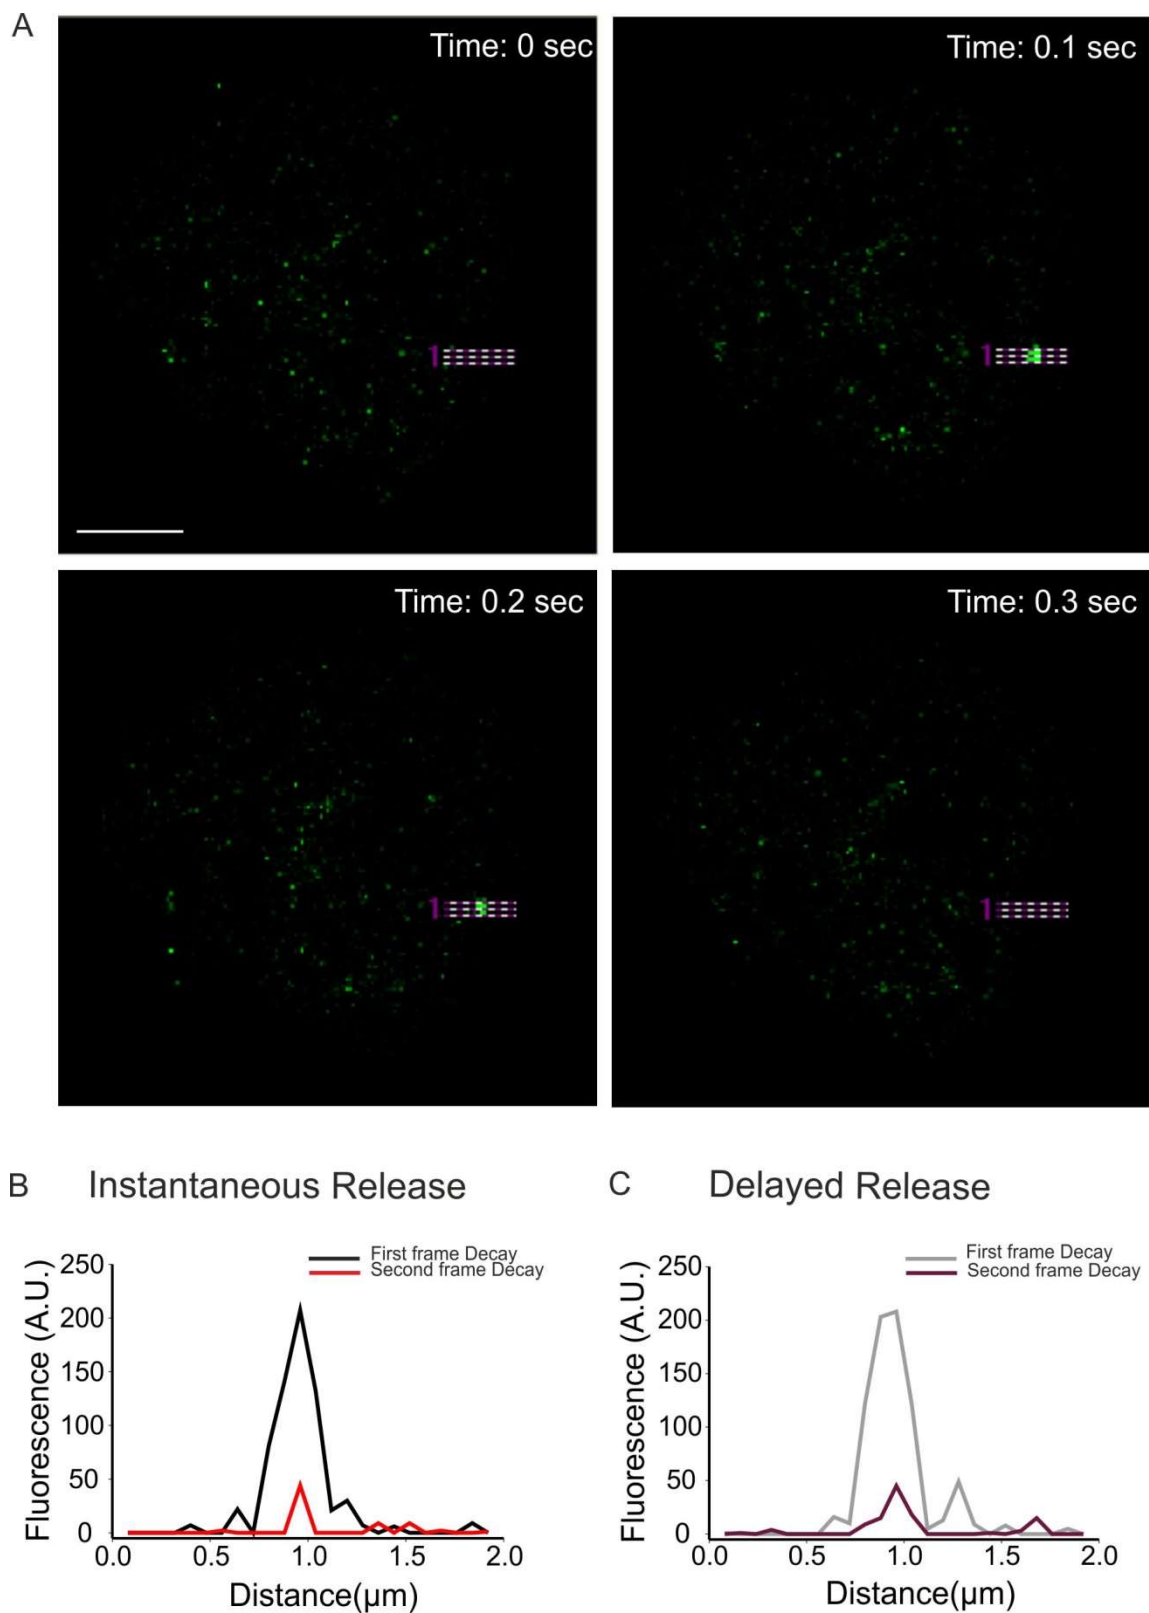 A
Time: 0 sec
Time: 0.1 sec
1
1
Time: 0.2 sec
Time: 0.3 sec
1
1
B Instantaneous Release
First frame Decay
Second frame Decay
250
200
150
100
50
0
Fluorescence (A.U.)
0.0 0.5 1.0 1.5 2.0
Distance(µm)
C Delayed Release
First frame Decay
Second frame Decay
250
200
150
100
50
0
Fluorescence (A.U.)
0.0 0.5 1.0 1.5 2.0
Distance(µm)